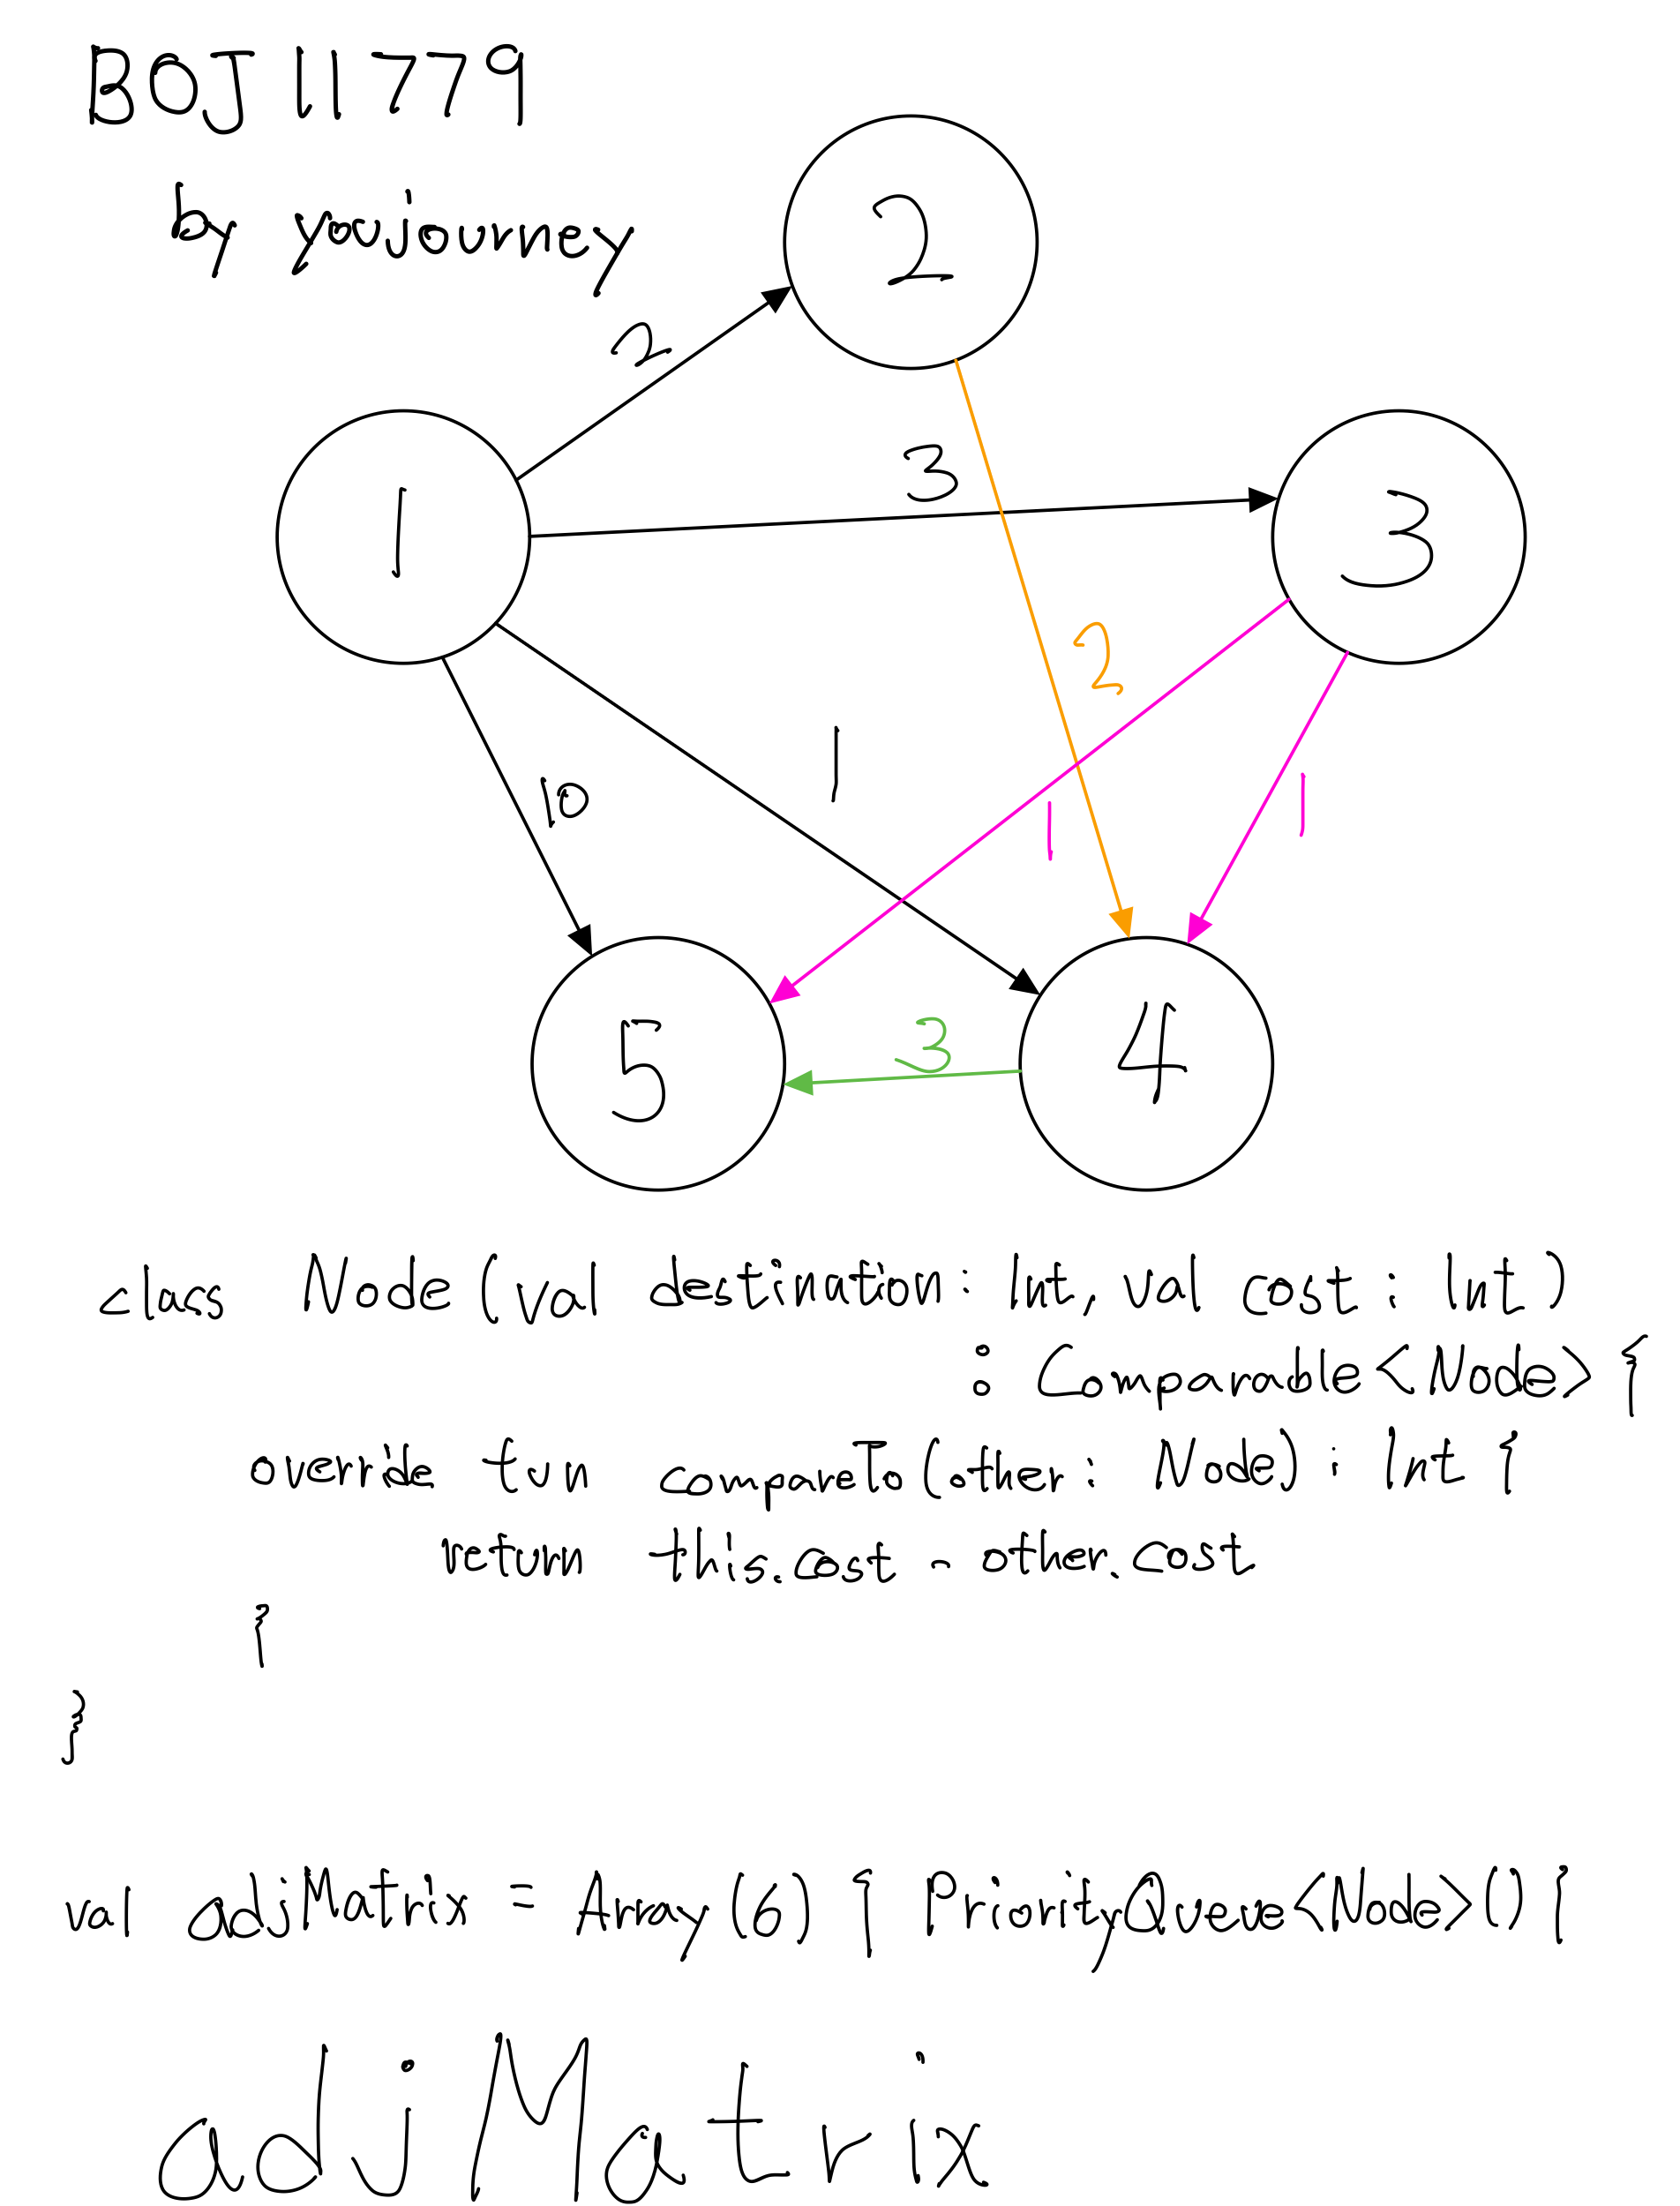 BOJ 11779
by youjourney
2
2
3
1
3
2
1
10
1
1
3
5
4
class Node(val destination: Int, val cost: Int)
: Comparable<Node> {
override fun compareTo(other: Node): Int {
return this.cost - other.cost
}
}
val adjMatrix = Array(6) { PriorityQueue<Node>() }
adjMatrix